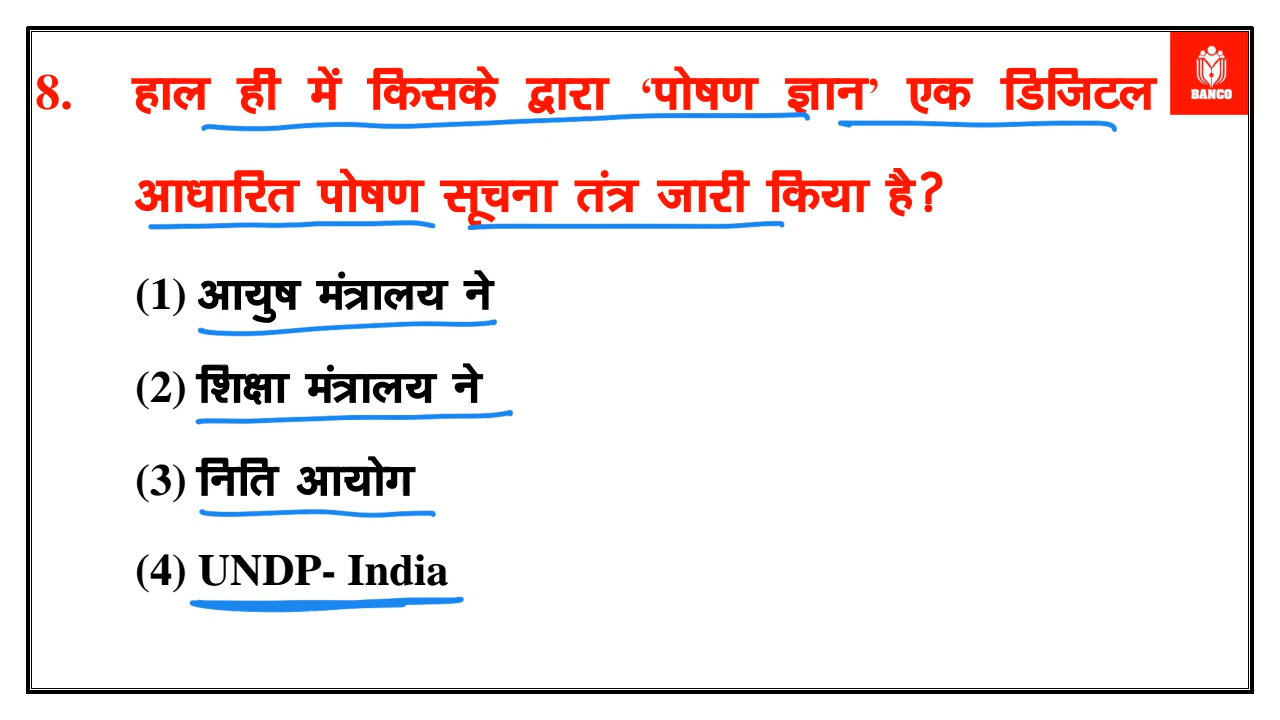 8. हाल ही में किसके द्वारा ‘पोषण ज्ञान’ एक डिजिटल
BANCO
आधारित पोषण सूचना तंत्र जारी किया है?
(1) आयुष मंत्रालय ने
(2) शिक्षा मंत्रालय ने
(3) निति आयोग
(4) UNDP- India